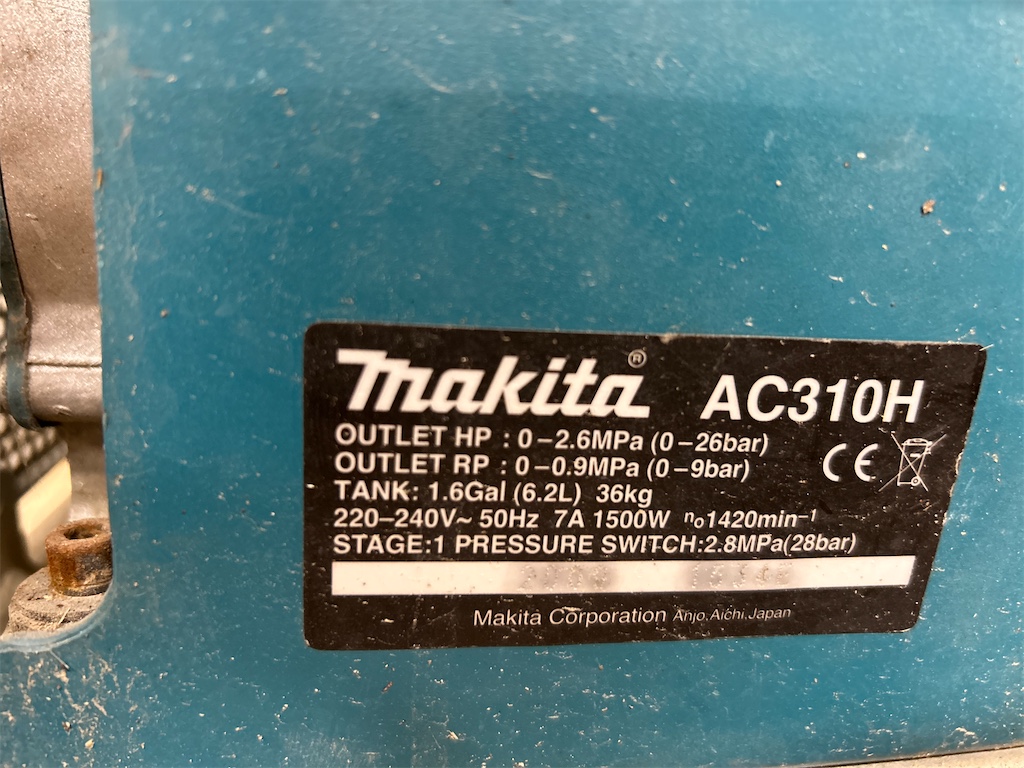 makita® AC310H
OUTLET HP : 0–2.6MPa (0–26bar)
OUTLET RP : 0–0.9MPa (0–9bar)
CE
TANK: 1.6Gal (6.2L) 36kg
220–240V~ 50Hz 7A 1500W n₀1420min⁻¹
STAGE:1 PRESSURE SWITCH:2.8MPa(28bar)
Makita Corporation Anjo, Aichi, Japan